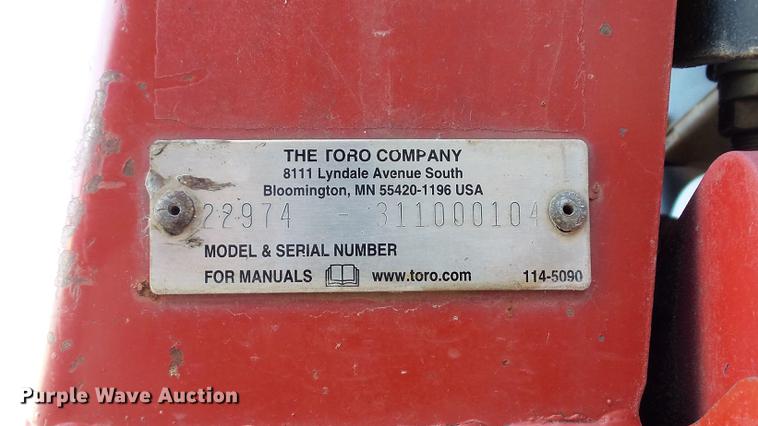 THE TORO COMPANY
8111 Lyndale Avenue South
Bloomington, MN 55420-1196 USA
22974 - 311000104
MODEL & SERIAL NUMBER
FOR MANUALS www.toro.com 114-5090
Purple Wave Auction